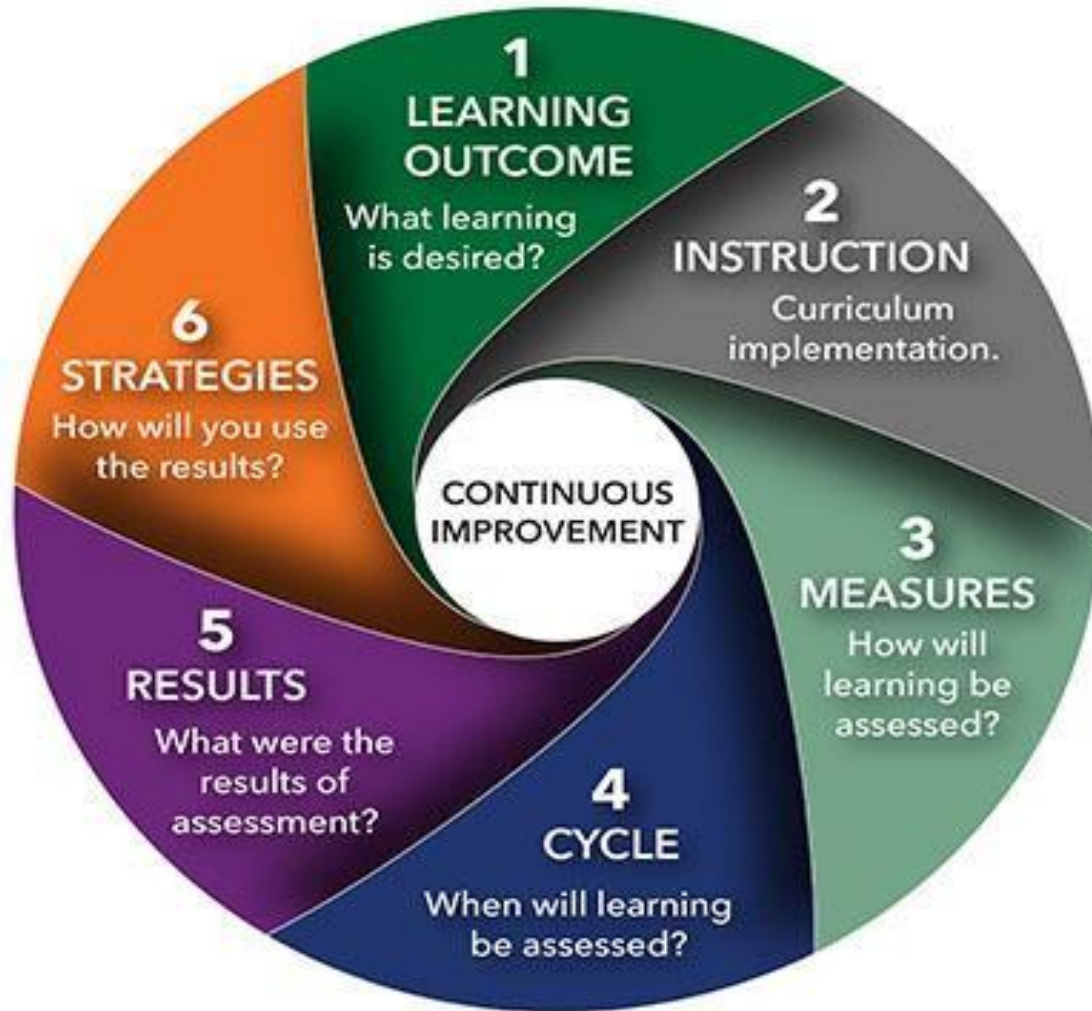 1
LEARNING
OUTCOME
What learning
is desired?
2
INSTRUCTION
Curriculum
implementation.
3
MEASURES
How will
learning be
assessed?
4
CYCLE
When will learning
be assessed?
5
RESULTS
What were the
results of
assessment?
6
STRATEGIES
How will you use
the results?
CONTINUOUS
IMPROVEMENT